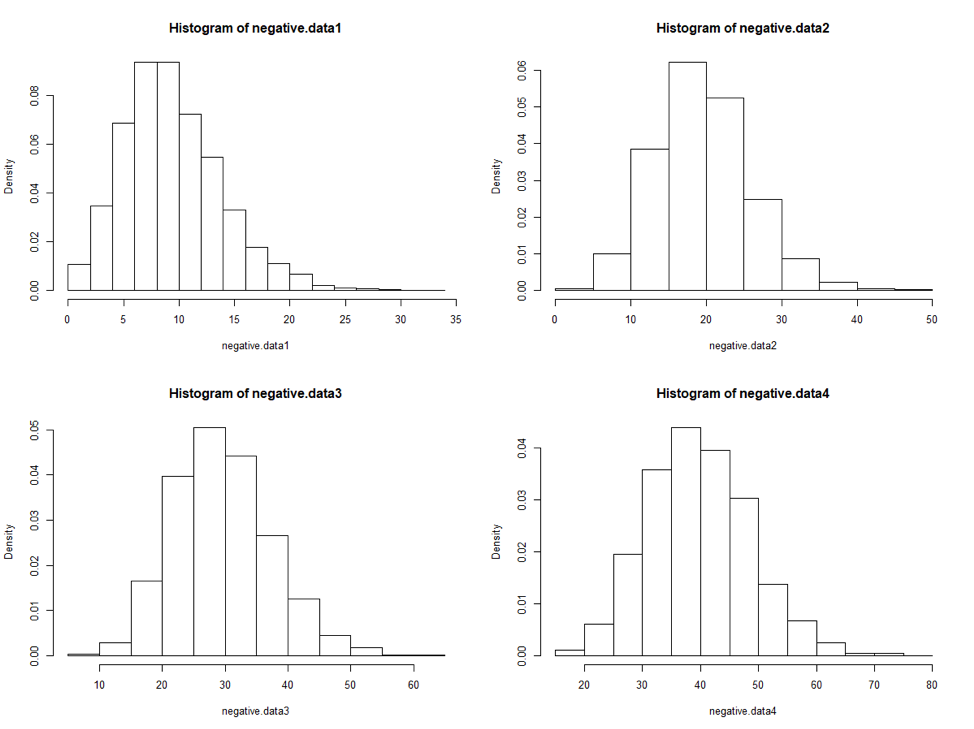 Histogram of negative.data1
Density
0.00 0.02 0.04 0.06 0.08
0 5 10 15 20 25 30 35
negative.data1
Histogram of negative.data2
Density
0.00 0.01 0.02 0.03 0.04 0.05 0.06
0 10 20 30 40 50
negative.data2
Histogram of negative.data3
Density
0.00 0.01 0.02 0.03 0.04 0.05
10 20 30 40 50 60
negative.data3
Histogram of negative.data4
Density
0.00 0.01 0.02 0.03 0.04
20 30 40 50 60 70 80
negative.data4